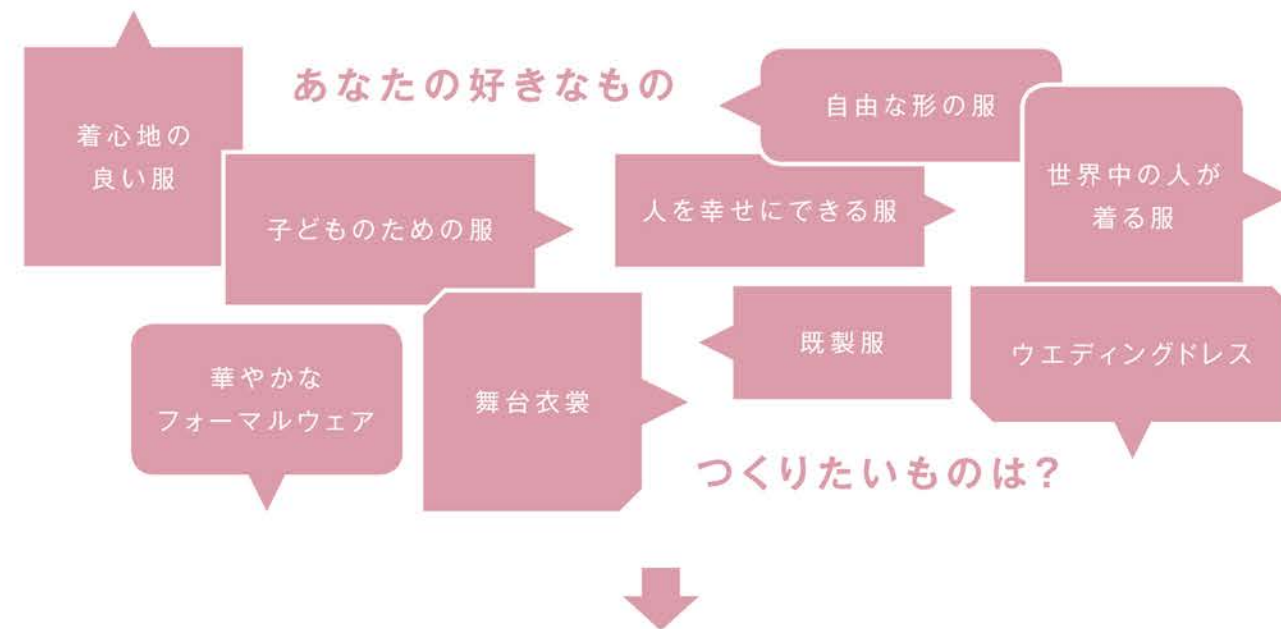 あなたの好きなもの
着心地の
良い服
自由な形の服
世界中の人が
着る服
子どものための服
人を幸せにできる服
既製服
ウエディングドレス
華やかな
フォーマルウェア
舞台衣裳
つくりたいものは?